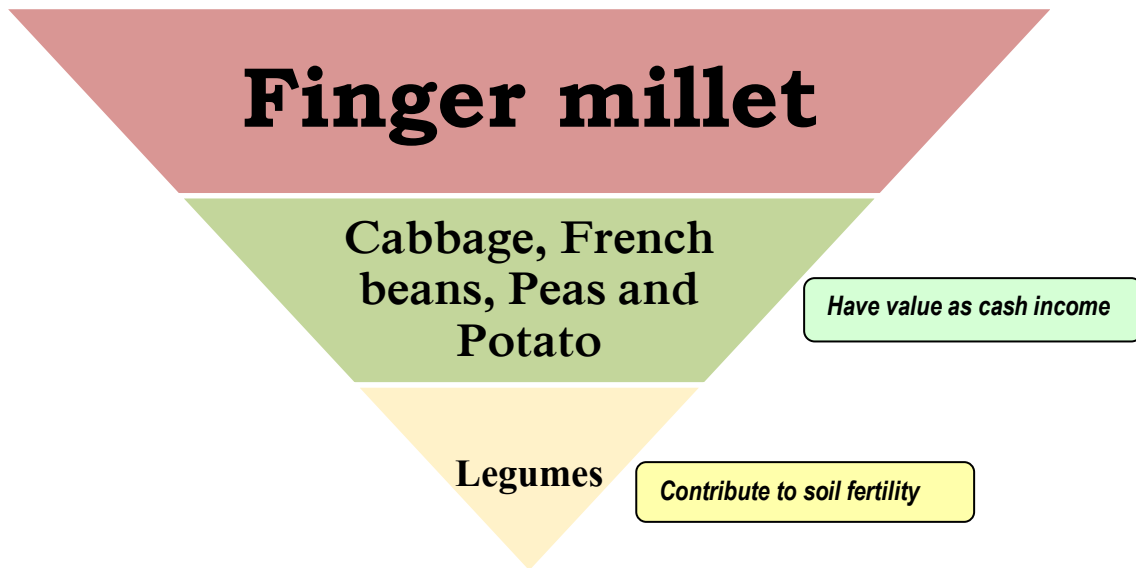 Finger millet
Cabbage, French
beans, Peas and
Potato
Have value as cash income
Legumes
Contribute to soil fertility